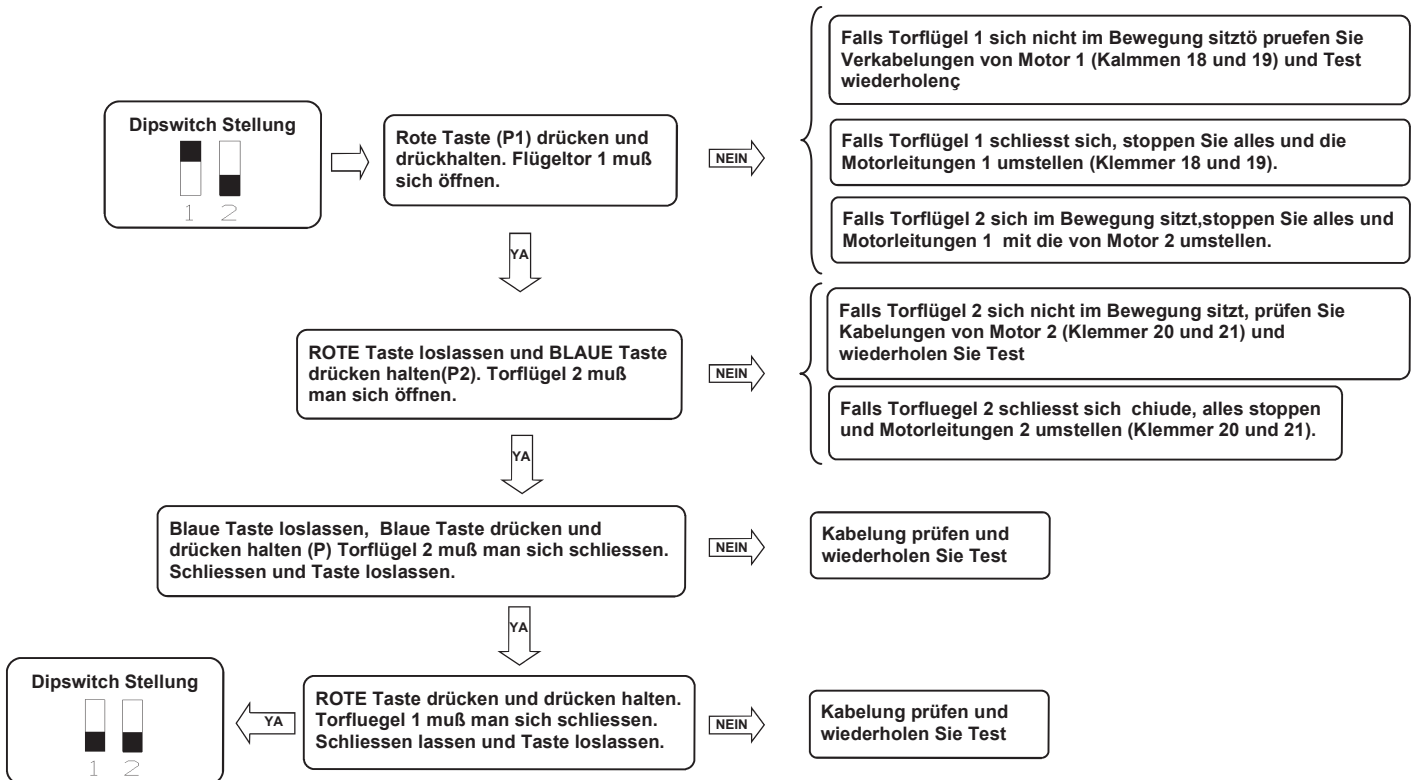 Dipswitch Stellung
1 2
Rote Taste (P1) drücken und
drückhalten. Flügeltor 1 muß
sich öffnen.
NEIN
Falls Torflügel 1 sich nicht im Bewegung sitztö pruefen Sie
Verkabelungen von Motor 1 (Kalmmen 18 und 19) und Test
wiederholenç
Falls Torflügel 1 schliesst sich, stoppen Sie alles und die
Motorleitungen 1 umstellen (Klemmer 18 und 19).
Falls Torflügel 2 sich im Bewegung sitzt,stoppen Sie alles und
Motorleitungen 1 mit die von Motor 2 umstellen.
YA
ROTE Taste loslassen und BLAUE Taste
drücken halten(P2). Torflügel 2 muß
man sich öffnen.
NEIN
Falls Torflügel 2 sich nicht im Bewegung sitzt, prüfen Sie
Kabelungen von Motor 2 (Klemmer 20 und 21) und
wiederholen Sie Test
Falls Torfluegel 2 schliesst sich chiude, alles stoppen
und Motorleitungen 2 umstellen (Klemmer 20 und 21).
YA
Blaue Taste loslassen, Blaue Taste drücken und
drücken halten (P) Torflügel 2 muß man sich schliessen.
Schliessen und Taste loslassen.
NEIN
Kabelung prüfen und
wiederholen Sie Test
YA
ROTE Taste drücken und drücken halten.
Torfluegel 1 muß man sich schliessen.
Schliessen lassen und Taste loslassen.
NEIN
Kabelung prüfen und
wiederholen Sie Test
YA
Dipswitch Stellung
1 2